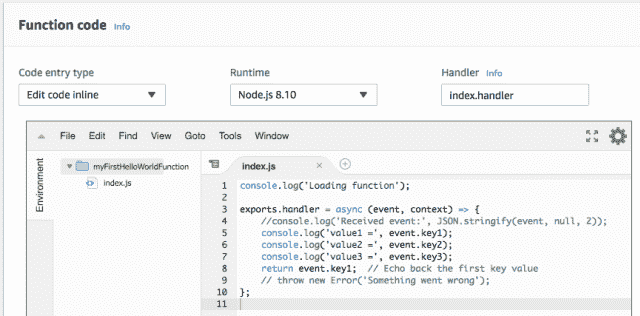 Function code Info
Code entry type Runtime Handler Info
Edit code inline Node.js 8.10 index.handler
File Edit Find View Goto Tools Window
Environment
myFirstHelloWorldFunction
index.js
index.js
1 console.log('Loading function');
2
3 exports.handler = async (event, context) => {
4 //console.log('Received event:', JSON.stringify(event, null, 2));
5 console.log('value1 =', event.key1);
6 console.log('value2 =', event.key2);
7 console.log('value3 =', event.key3);
8 return event.key1; // Echo back the first key value
9 // throw new Error('Something went wrong');
10 };
11